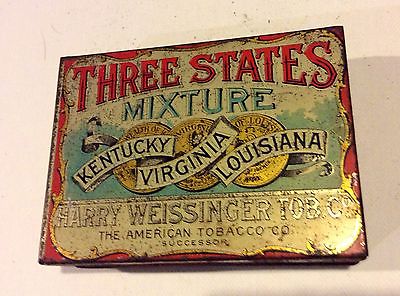 THREE STATES
MIXTURE
KENTUCKY
VIRGINIA
LOUISIANA
HARRY WEISSINGER TOB. CO
THE AMERICAN TOBACCO CO.
SUCCESSOR